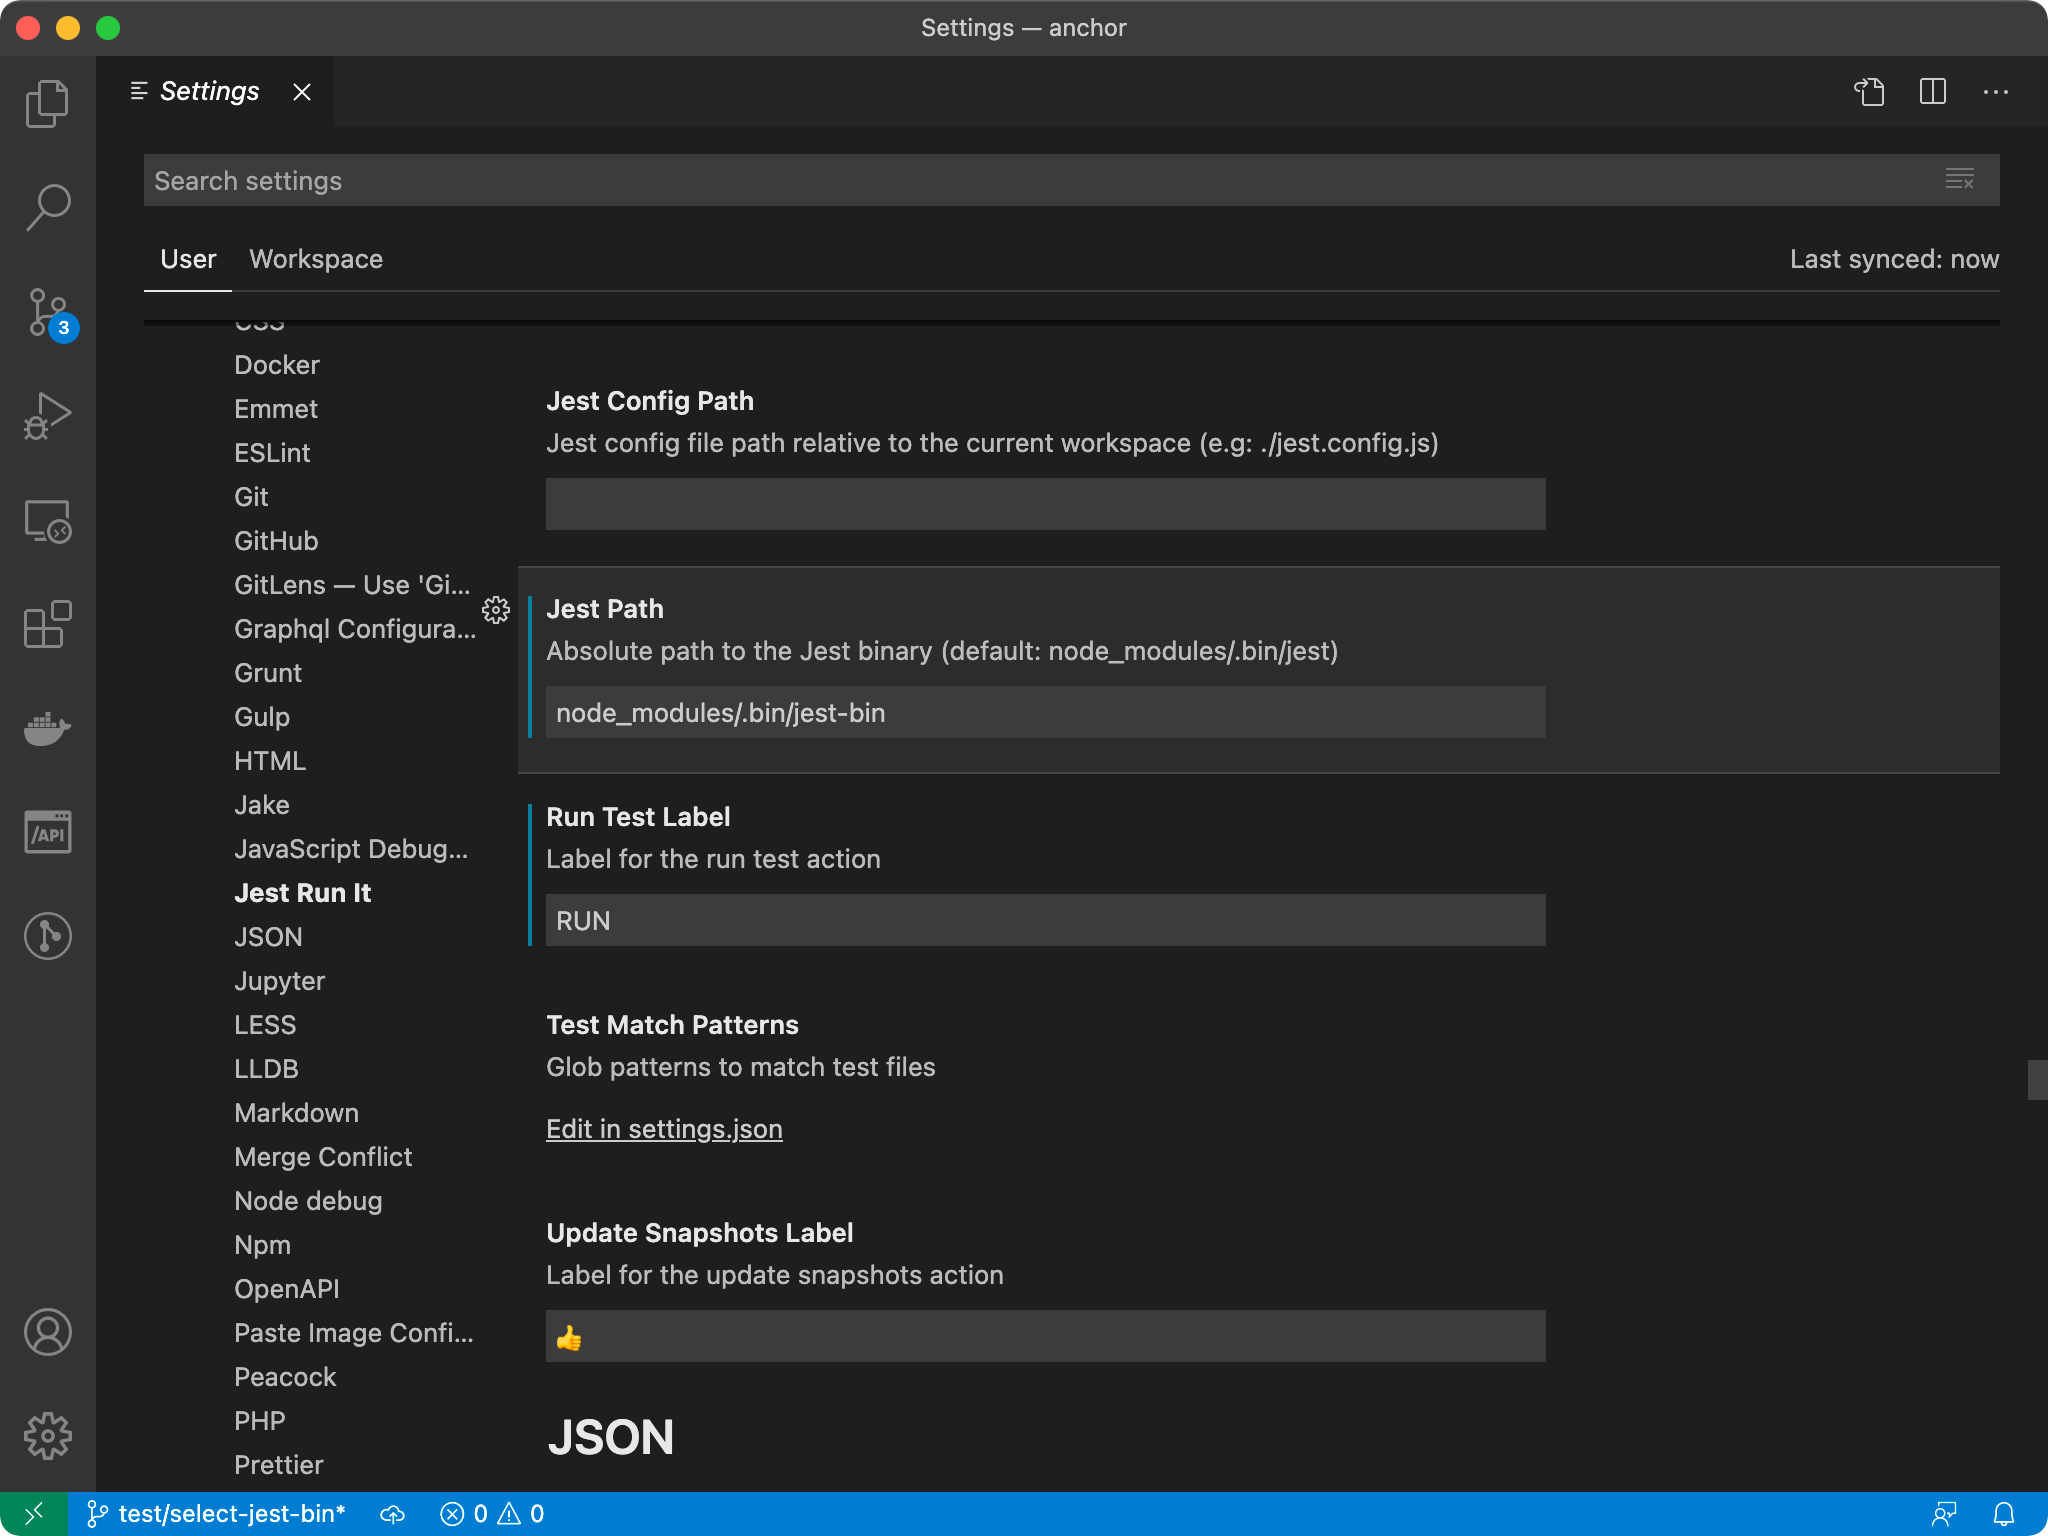 Settings — anchor
Settings
Search settings
User
Workspace
Last synced: now
CSS
Docker
Emmet
ESLint
Git
GitHub
GitLens — Use 'Gi...
Graphql Configura...
Grunt
Gulp
HTML
Jake
JavaScript Debug...
Jest Run It
JSON
Jupyter
LESS
LLDB
Markdown
Merge Conflict
Node debug
Npm
OpenAPI
Paste Image Confi...
Peacock
PHP
Prettier
Jest Config Path
Jest config file path relative to the current workspace (e.g: ./jest.config.js)
Jest Path
Absolute path to the Jest binary (default: node_modules/.bin/jest)
node_modules/.bin/jest-bin
Run Test Label
Label for the run test action
RUN
Test Match Patterns
Glob patterns to match test files
Edit in settings.json
Update Snapshots Label
Label for the update snapshots action
👍
JSON
3
/API
test/select-jest-bin*
0
0